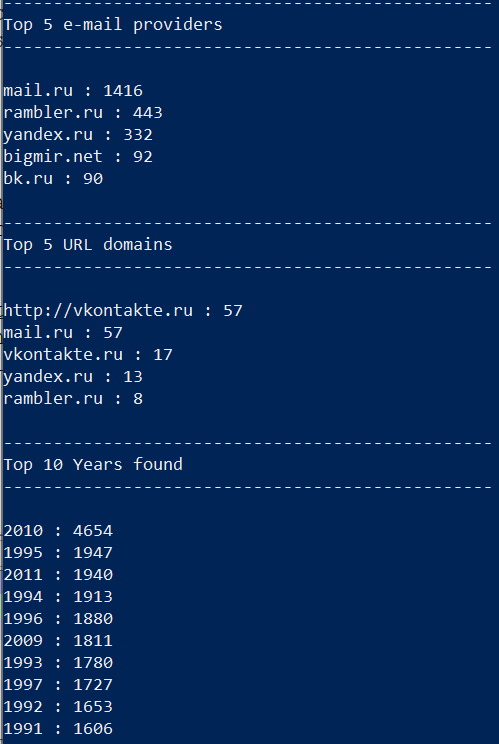 -------------------------------------------------
Top 5 e-mail providers
-------------------------------------------------
mail.ru : 1416
rambler.ru : 443
yandex.ru : 332
bigmir.net : 92
bk.ru : 90
-------------------------------------------------
Top 5 URL domains
-------------------------------------------------
http://vkontakte.ru : 57
mail.ru : 57
vkontakte.ru : 17
yandex.ru : 13
rambler.ru : 8
-------------------------------------------------
Top 10 Years found
-------------------------------------------------
2010 : 4654
1995 : 1947
2011 : 1940
1994 : 1913
1996 : 1880
2009 : 1811
1993 : 1780
1997 : 1727
1992 : 1653
1991 : 1606